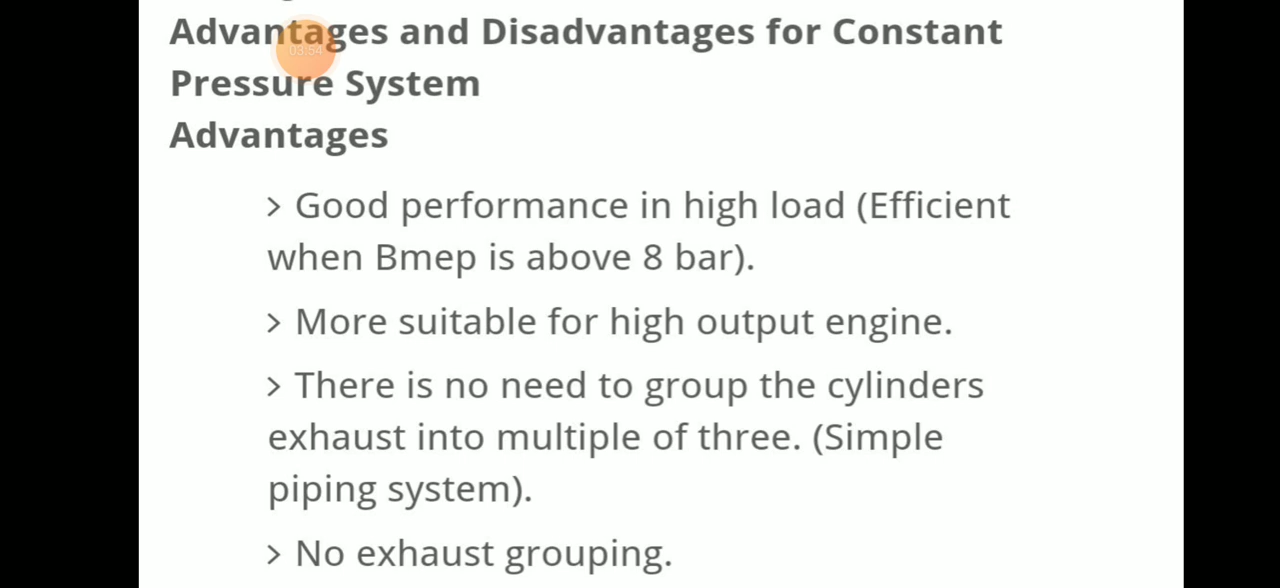 Advantages and Disadvantages for Constant
Pressure System
Advantages
> Good performance in high load (Efficient
when Bmep is above 8 bar).
> More suitable for high output engine.
> There is no need to group the cylinders
exhaust into multiple of three. (Simple
piping system).
> No exhaust grouping.
03:54